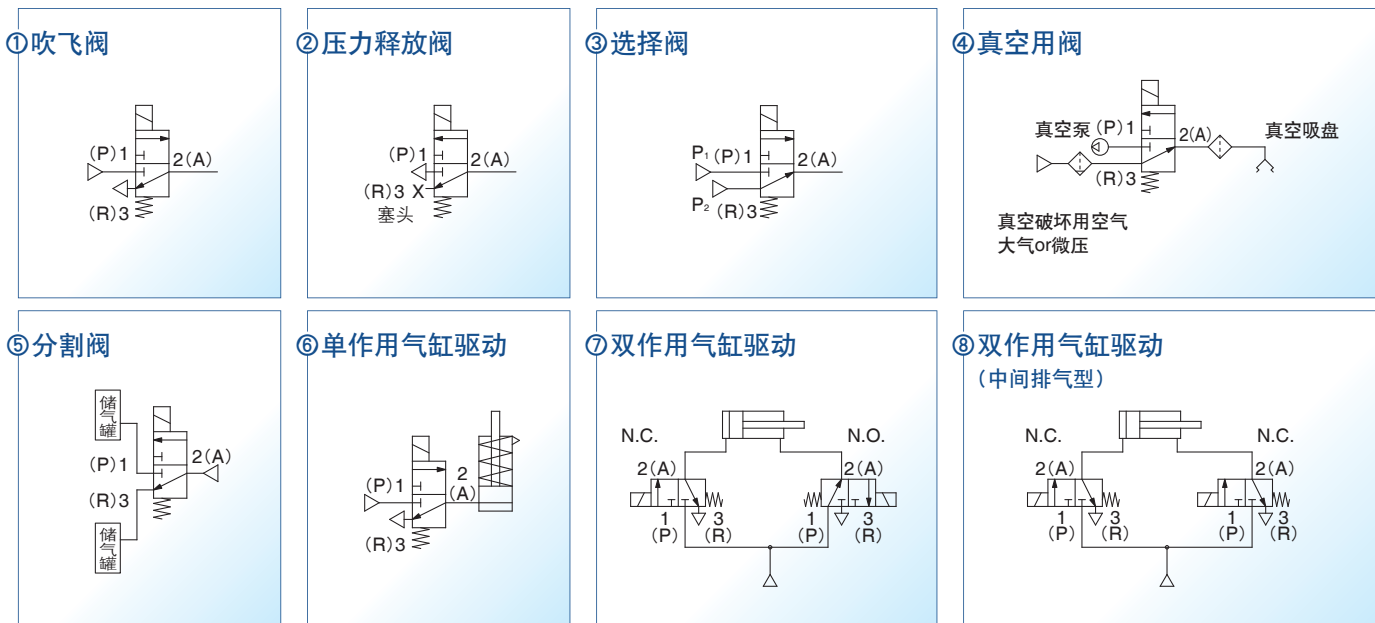 ①吹飞阀
(P)1
2(A)
(R)3
②压力释放阀
(P)1
2(A)
(R)3 X
塞头
③选择阀
P₁ (P)1
2(A)
P₂ (R)3
④真空用阀
真空泵 (P)1
2(A)
真空吸盘
(R)3
真空破坏用空气
大气or微压
⑤分割阀
储气罐
2(A)
(P)1
(R)3
储气罐
⑥单作用气缸驱动
(P)1
2
(A)
(R)3
⑦双作用气缸驱动
N.C.
N.O.
2(A)
2(A)
1
3
1
3
(P)
(R)
(P)
(R)
⑧双作用气缸驱动
（中间排气型）
N.C.
N.C.
2(A)
2(A)
1
3
1
3
(P)
(R)
(P)
(R)